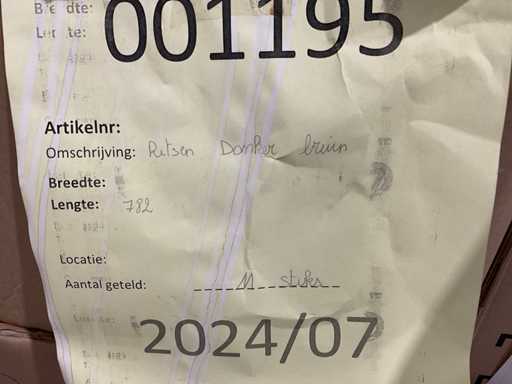 Breedte:
Lengte:
001195
Artikelnr:
Omschrijving: Ritsen Donker bruin
Breedte:
Lengte: 782
Locatie:
Aantal geteld: 11 stuks
2024/07